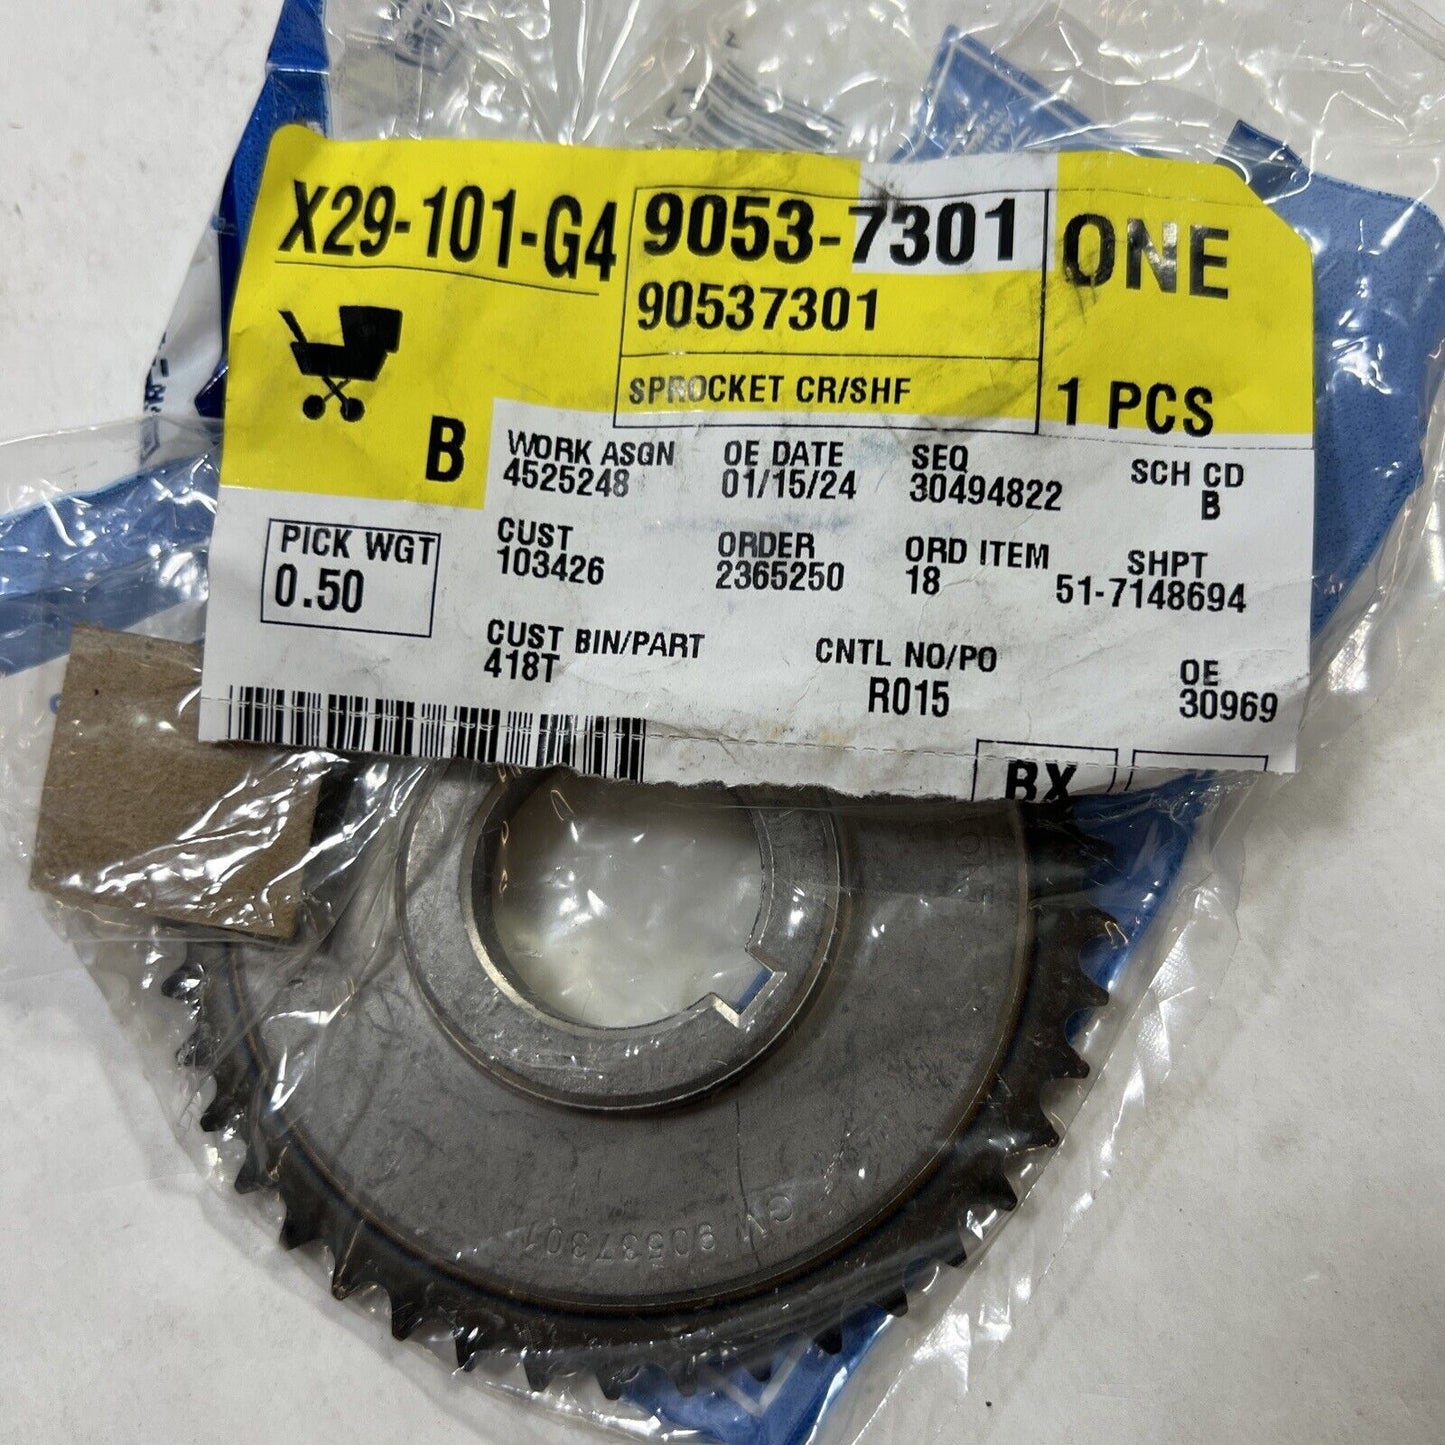 X29-101-G4
9053-7301
90537301
SPROCKET CR/SHF
ONE
1 PCS
B
WORK ASGN
4525248
OE DATE
01/15/24
SEQ
30494822
SCH CD
B
PICK WGT
0.50
CUST
103426
ORDER
2365250
ORD ITEM
18
SHPT
51-7148694
CUST BIN/PART
418T
CNTL NO/PO
R015
OE
30969
BX
90537301